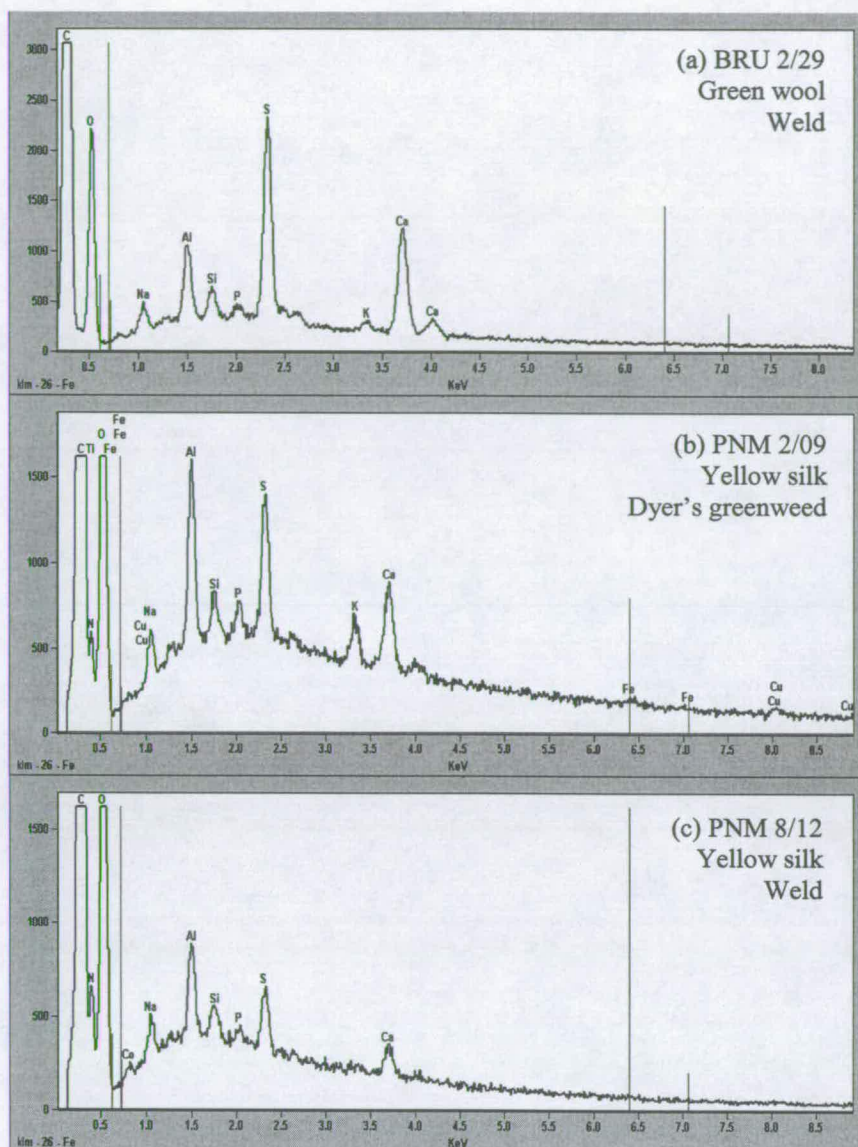 (a) BRU 2/29
Green wool
Weld
C
O
Na
Al
Si
P
S
K
Ca
Ca
3000
2500
2000
1500
1000
500
0
0.5 1.0 1.5 2.0 2.5 3.0 3.5 4.0 4.5 5.0 5.5 6.0 6.5 7.0 7.5 8.0
klm - 26 - Fe
KeV
(b) PNM 2/09
Yellow silk
Dyer's greenweed
Fe
O Fe
C Ti Fe
N
Cu
Cu
Na
Al
Si
P
S
K
Ca
Fe
Fe
Cu
Cu
Cu
1500
1000
500
0
0.5 1.0 1.5 2.0 2.5 3.0 3.5 4.0 4.5 5.0 5.5 6.0 6.5 7.0 7.5 8.0 8.5
klm - 26 - Fe
KeV
(c) PNM 8/12
Yellow silk
Weld
C O
N
Ca
Na
Al
Si
P
S
Ca
1500
1000
500
0
0.5 1.0 1.5 2.0 2.5 3.0 3.5 4.0 4.5 5.0 5.5 6.0 6.5 7.0 7.5 8.0 8.5
klm - 26 - Fe
KeV